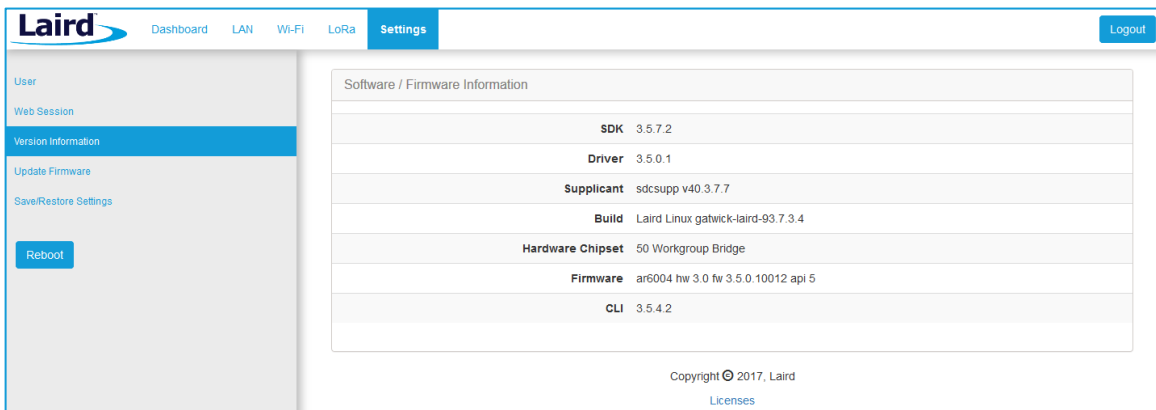 Laird
Dashboard LAN Wi-Fi LoRa Settings Logout
User
Web Session
Version Information
Update Firmware
Save/Restore Settings
Reboot
Software / Firmware Information
SDK 3.5.7.2
Driver 3.5.0.1
Supplicant sdcsupp v40.3.7.7
Build Laird Linux gatwick-laird-93.7.3.4
Hardware Chipset 50 Workgroup Bridge
Firmware ar6004 hw 3.0 fw 3.5.0.10012 api 5
CLI 3.5.4.2
Copyright © 2017, Laird
Licenses